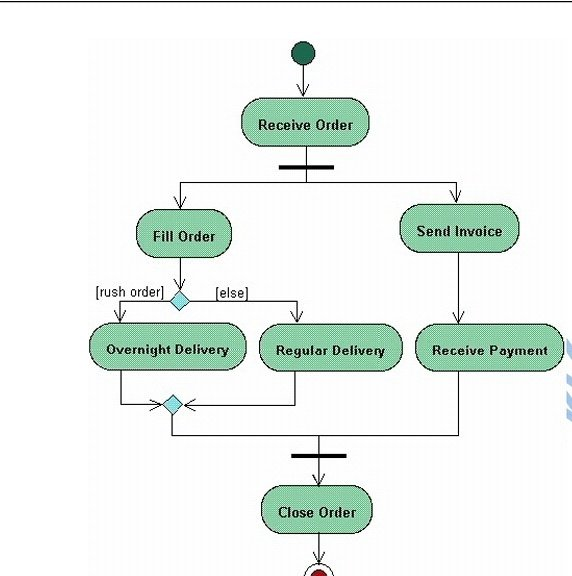 Receive Order
Fill Order
Send Invoice
[rush order]
[else]
Overnight Delivery
Regular Delivery
Receive Payment
Close Order